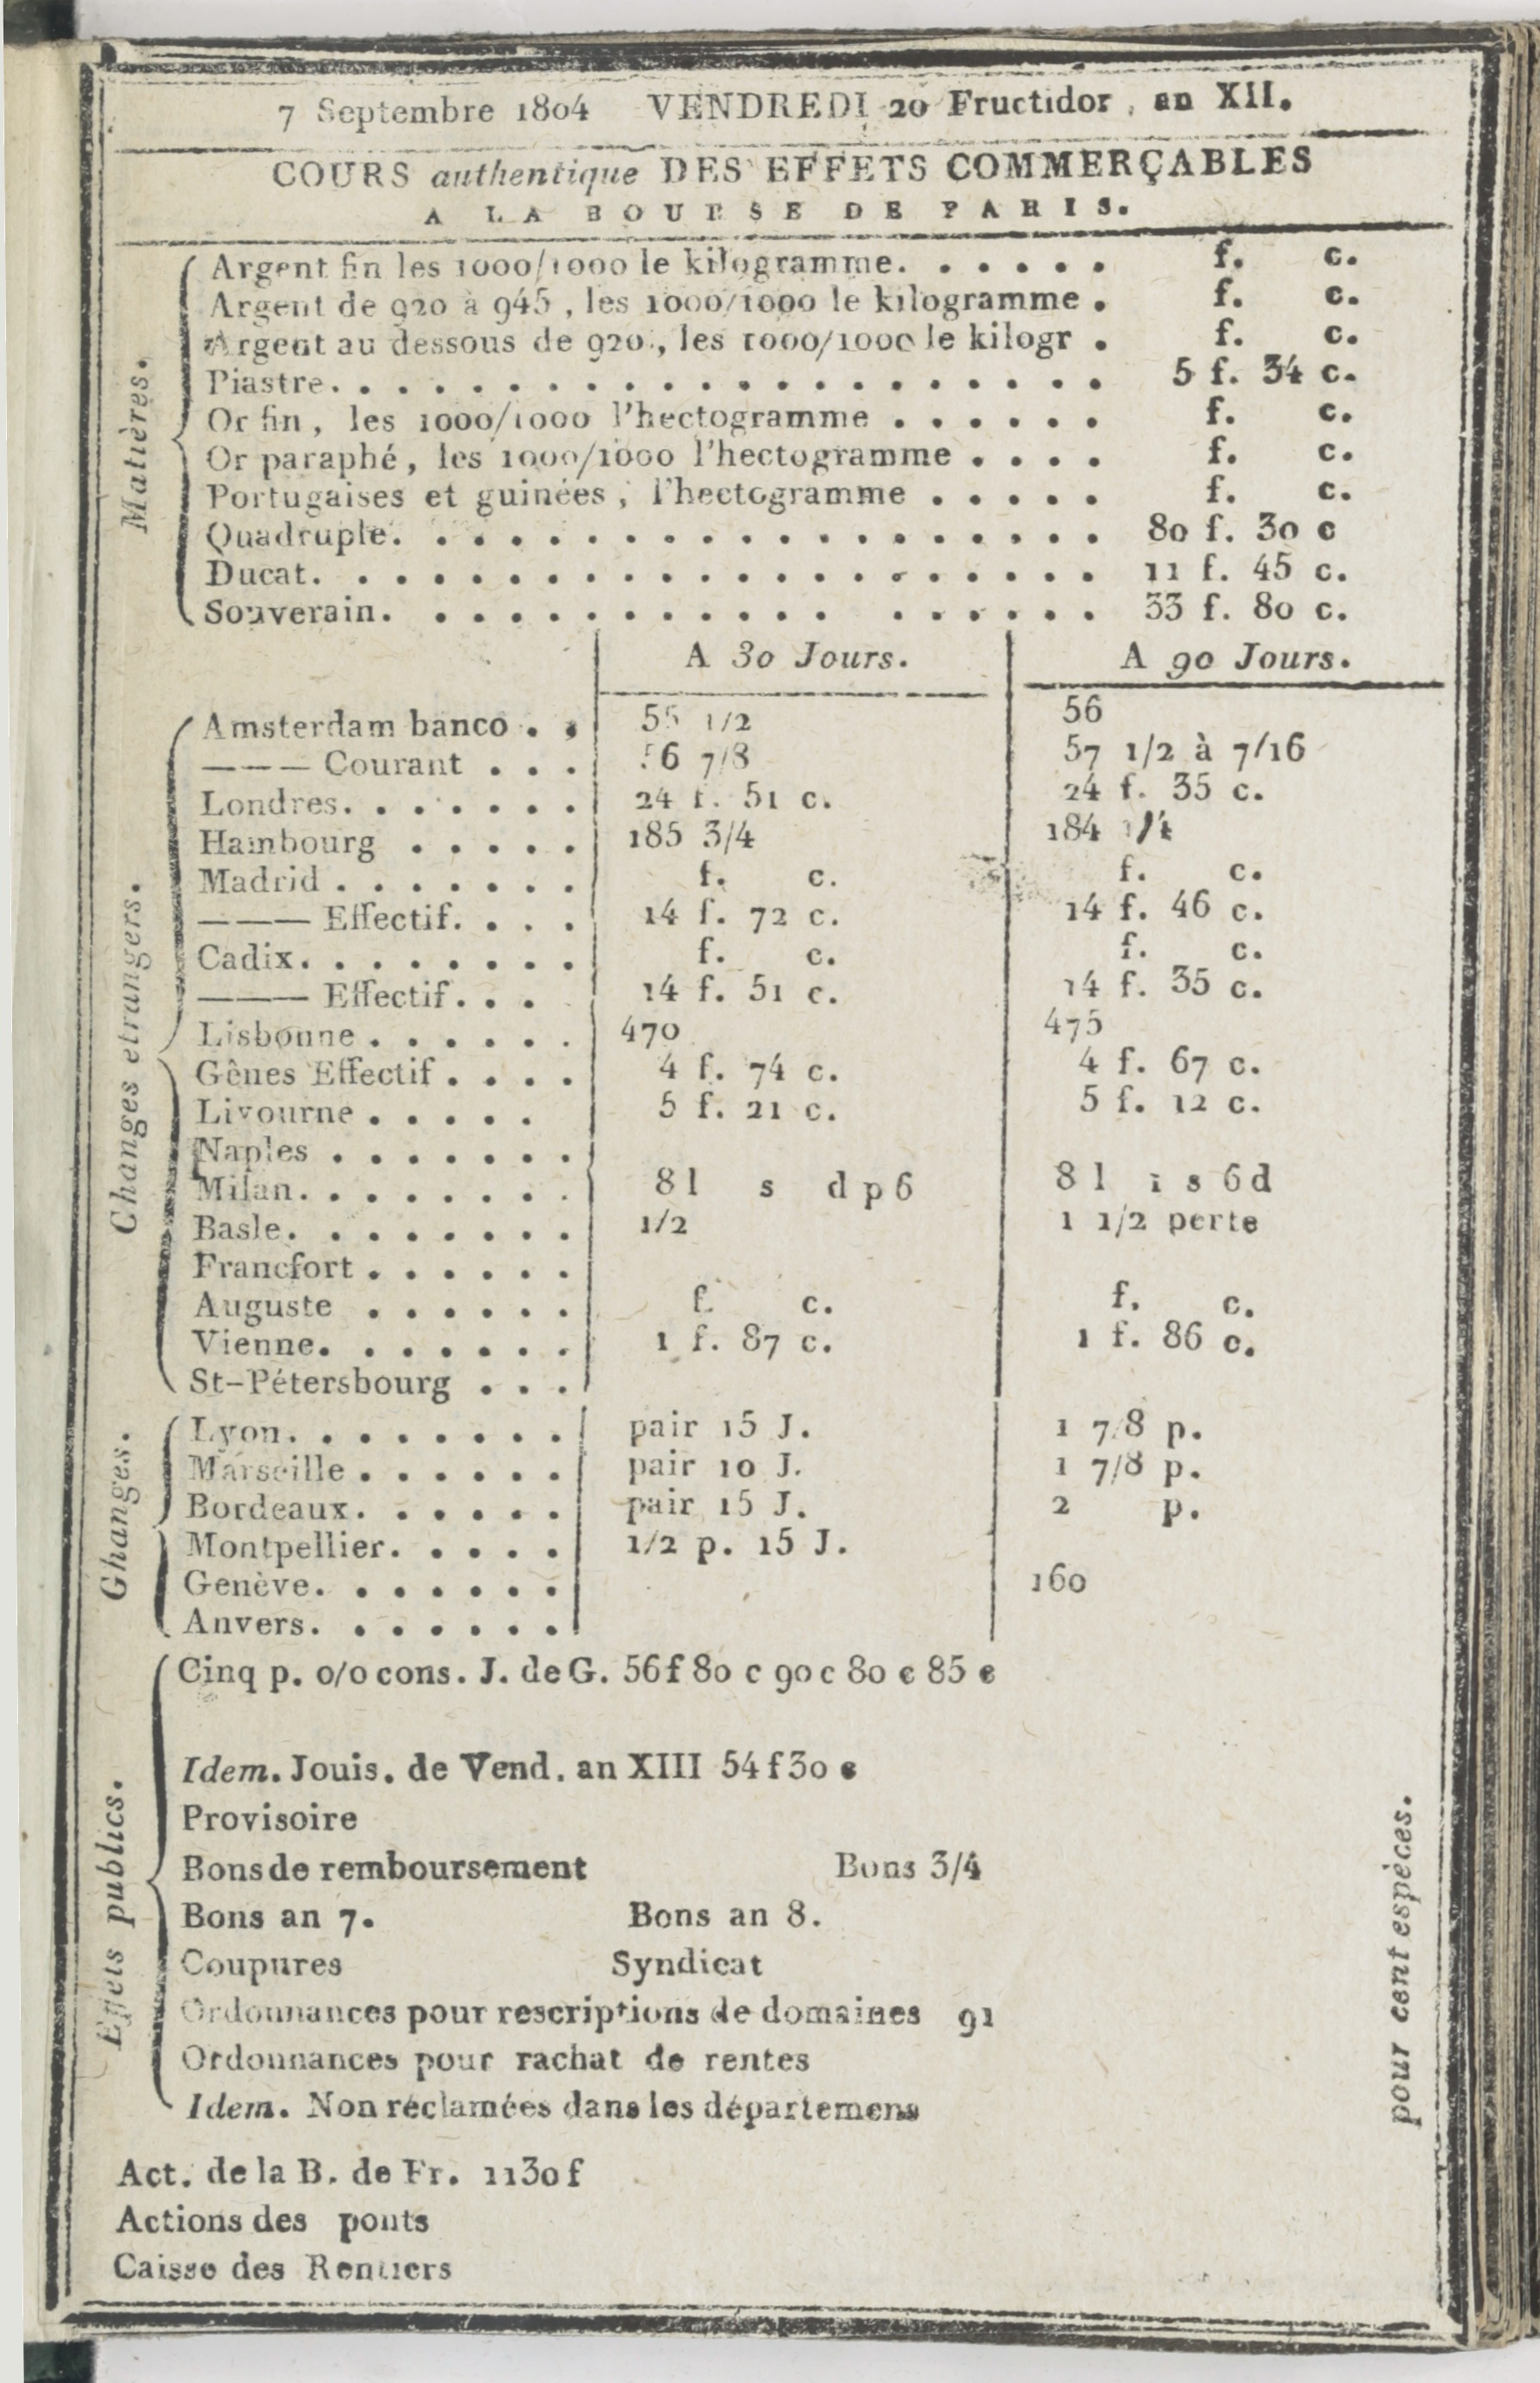 7 Septembre 1804 VENDREDI 20 Fructidor, an XII.
COURS authentique DES EFFETS COMMERÇABLES
A LA BOURSE DE PARIS.
Matières.
Argent fin les 1000/1000 le kilogramme. . . . . . f. c.
Argent de 920 à 945, les 1000/1000 le kilogramme . f. c.
Argent au dessous de 920, les 1000/1000 le kilogr . f. c.
Piastre. . . . . . . . . . . . . . . . . . . . . 5 f. 34 c.
Or fin, les 1000/1000 l'hectogramme . . . . . . f. c.
Or paraphé, les 1000/1000 l'hectogramme . . . . f. c.
Portugaises et guinées, l'hectogramme . . . . . f. c.
Quadruple. . . . . . . . . . . . . . . . . . . 80 f. 30 c
Ducat. . . . . . . . . . . . . . . . . . . . . 11 f. 45 c.
Souverain. . . . . . . . . . . . . . . . . . 33 f. 80 c.
A 30 Jours. A 90 Jours.
Changes etrangers.
Amsterdam banco . . 55 1/2 56
——— Courant . . . 56 7/8 57 1/2 à 7/16
Londres. . . . . . . 24 f. 51 c. 24 f. 35 c.
Hambourg . . . . . 185 3/4 184 1/4
Madrid . . . . . . . f. c. f. c.
——— Effectif. . . . 14 f. 72 c. 14 f. 46 c.
Cadix. . . . . . . . f. c. f. c.
——— Effectif. . . 14 f. 51 c. 14 f. 35 c.
Lisbonne . . . . . . 470 475
Gênes Effectif . . . . 4 f. 74 c. 4 f. 67 c.
Livourne . . . . . 5 f. 21 c. 5 f. 12 c.
Naples . . . . . . .
Milan. . . . . . . . 8 l s d p 6 8 l 1 s 6 d
Basle. . . . . . . . 1/2 1 1/2 perte
Francfort . . . . . .
Auguste . . . . . . f. c. f. c.
Vienne. . . . . . . 1 f. 87 c. 1 f. 86 c.
St-Pétersbourg . . .
Ghanges.
Lyon. . . . . . . . pair 15 J. 1 7/8 p.
Marseille . . . . . . pair 10 J. 1 7/8 p.
Bordeaux. . . . . . pair 15 J. 2 p.
Montpellier. . . . . 1/2 p. 15 J.
Genève. . . . . . . 160
Anvers. . . . . . .
Effets publics.
Cinq p. 0/0 cons. J. de G. 56 f 80 c 90 c 80 c 85 c
Idem. Jouis. de Vend. an XIII 54 f 30 c
Provisoire
Bons de remboursement Bons 3/4
Bons an 7. Bons an 8.
Coupures Syndicat
Ordonnances pour rescriptions de domaines 91
Ordonnances pour rachat de rentes
Idem. Non réclamées dans les départemens
pour cent espèces.
Act. de la B. de Fr. 1130 f
Actions des ponts
Caisse des Rentiers